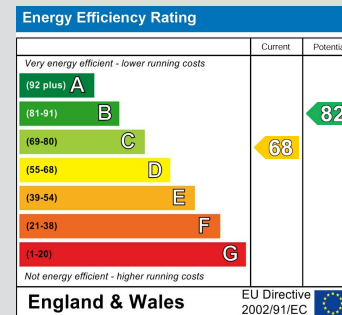 Energy Efficiency Rating
Current Potentia
Very energy efficient - lower running costs
(92 plus) A
(81-91) B 82
(69-80) C 68
(55-68) D
(39-54) E
(21-38) F
(1-20) G
Not energy efficient - higher running costs
England & Wales
EU Directive
2002/91/EC